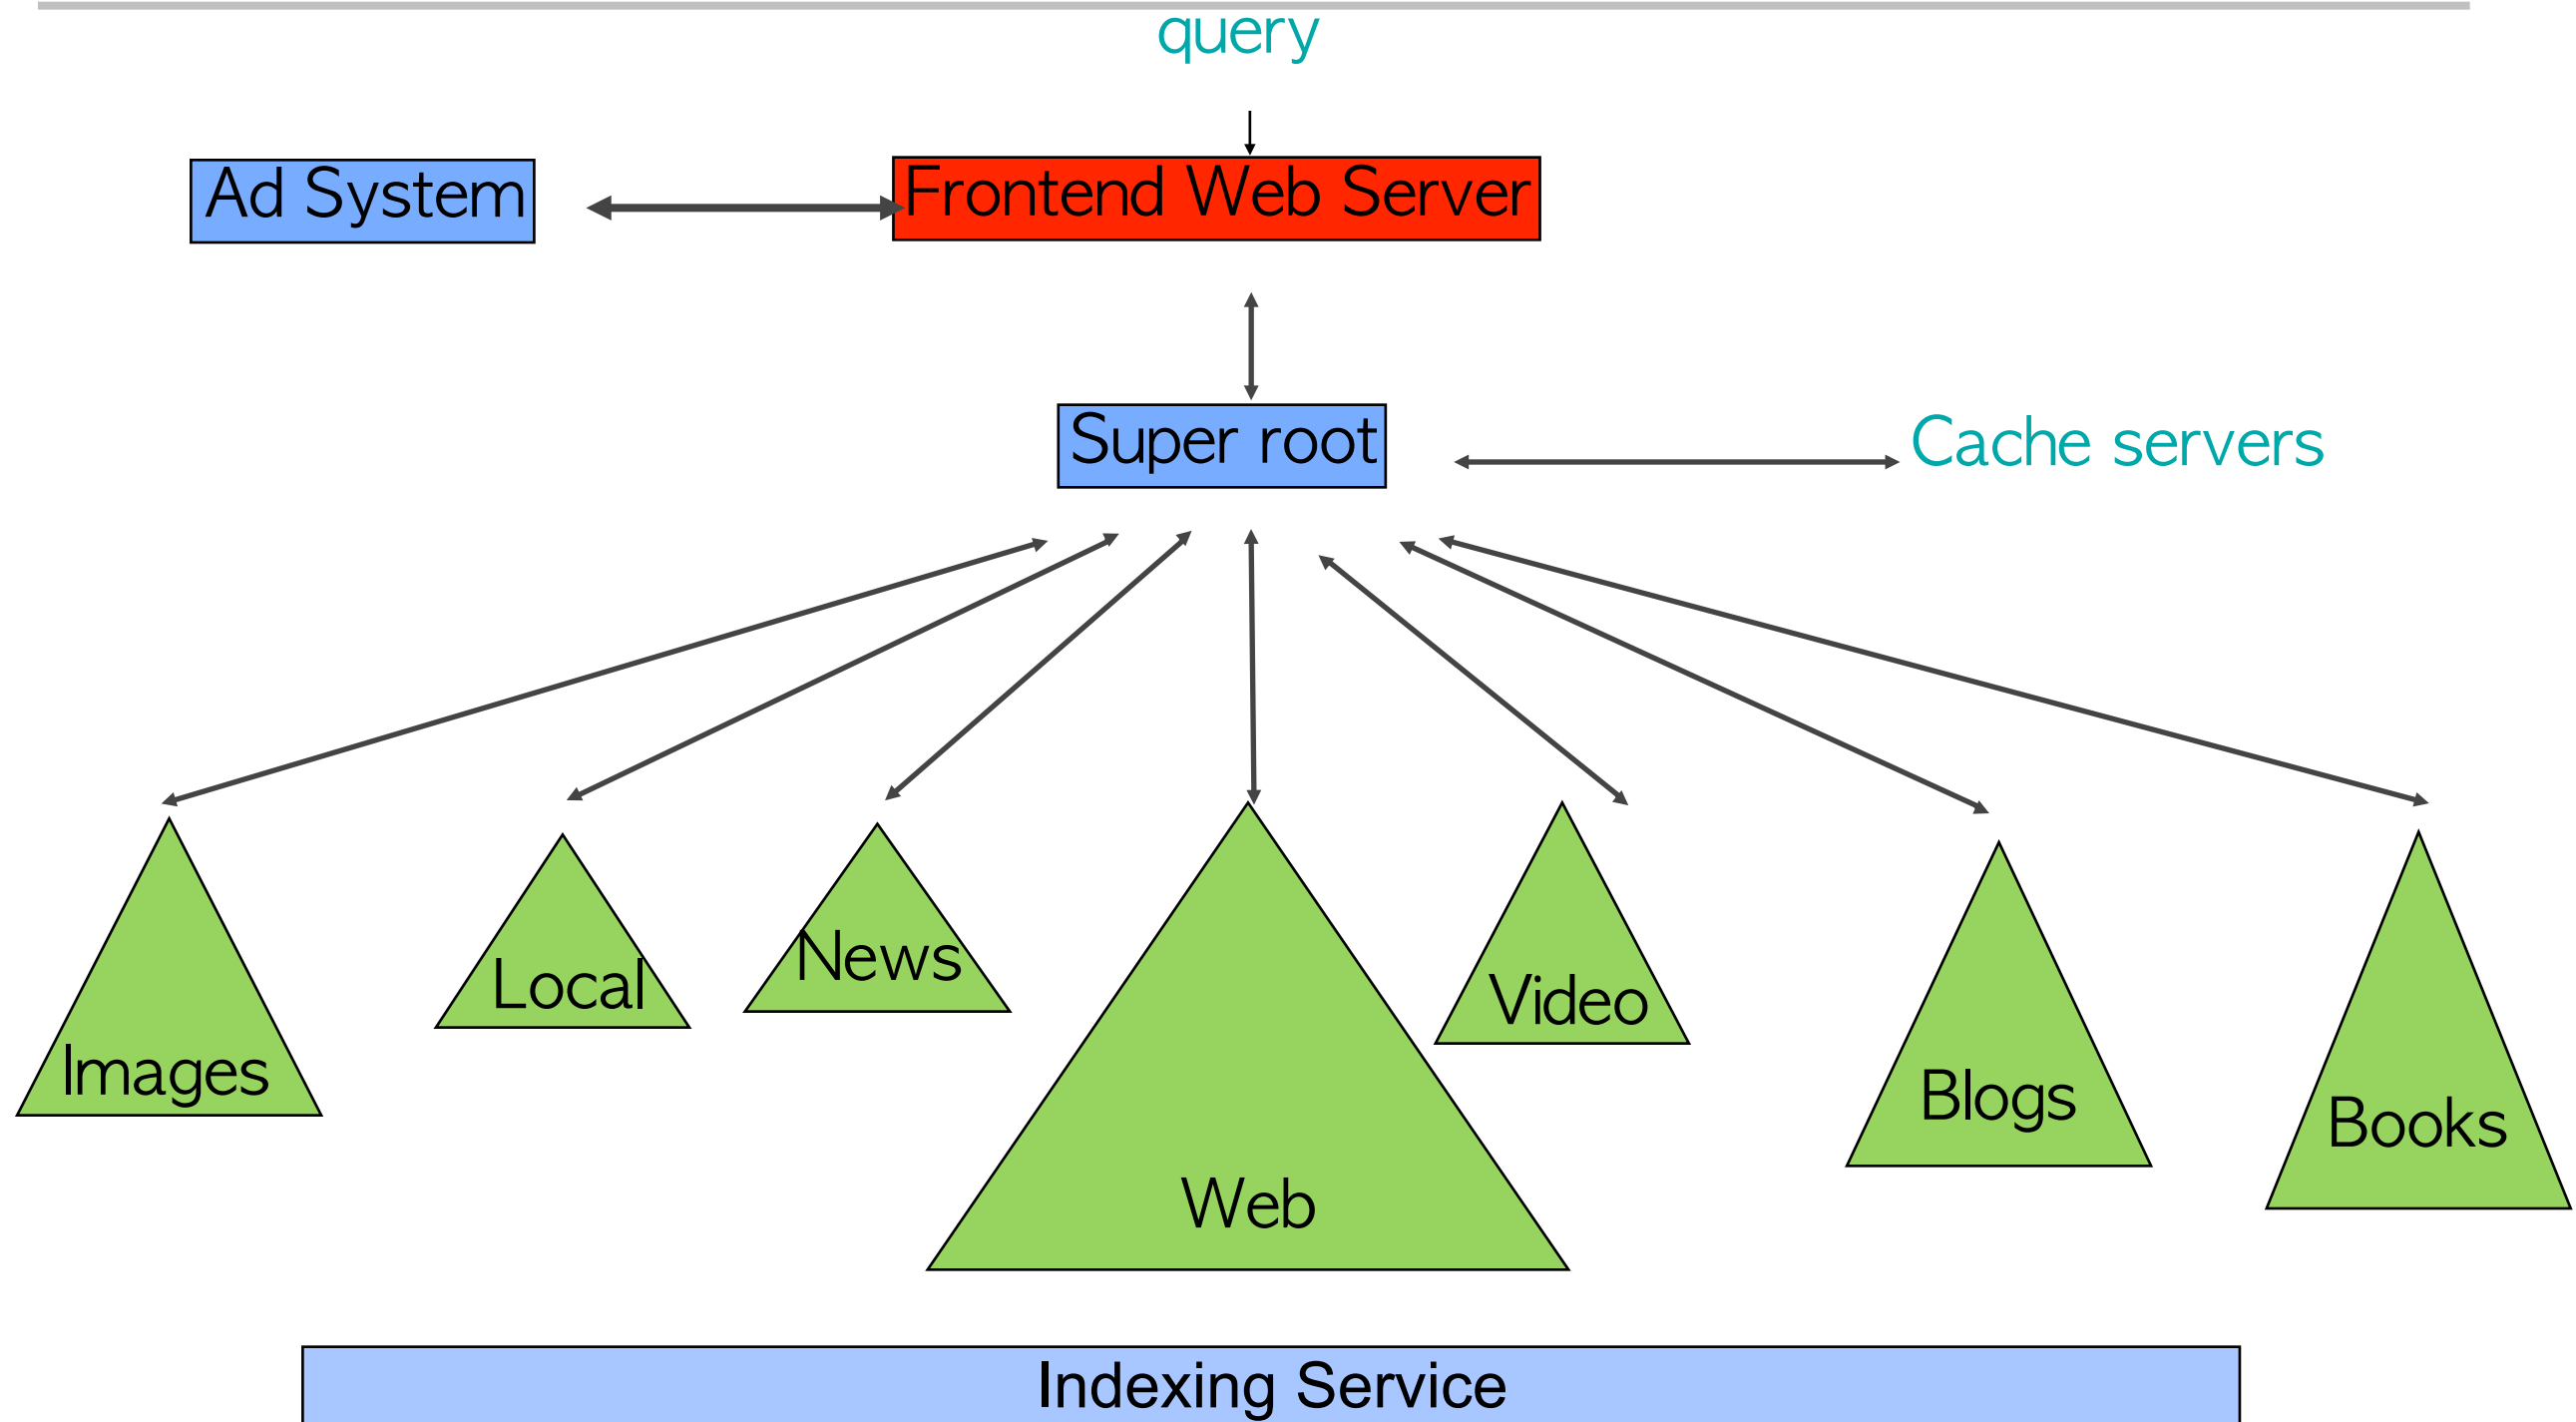 query
Ad System
Frontend Web Server
Super root
Cache servers
Images
Local
News
Web
Video
Blogs
Books
Indexing Service